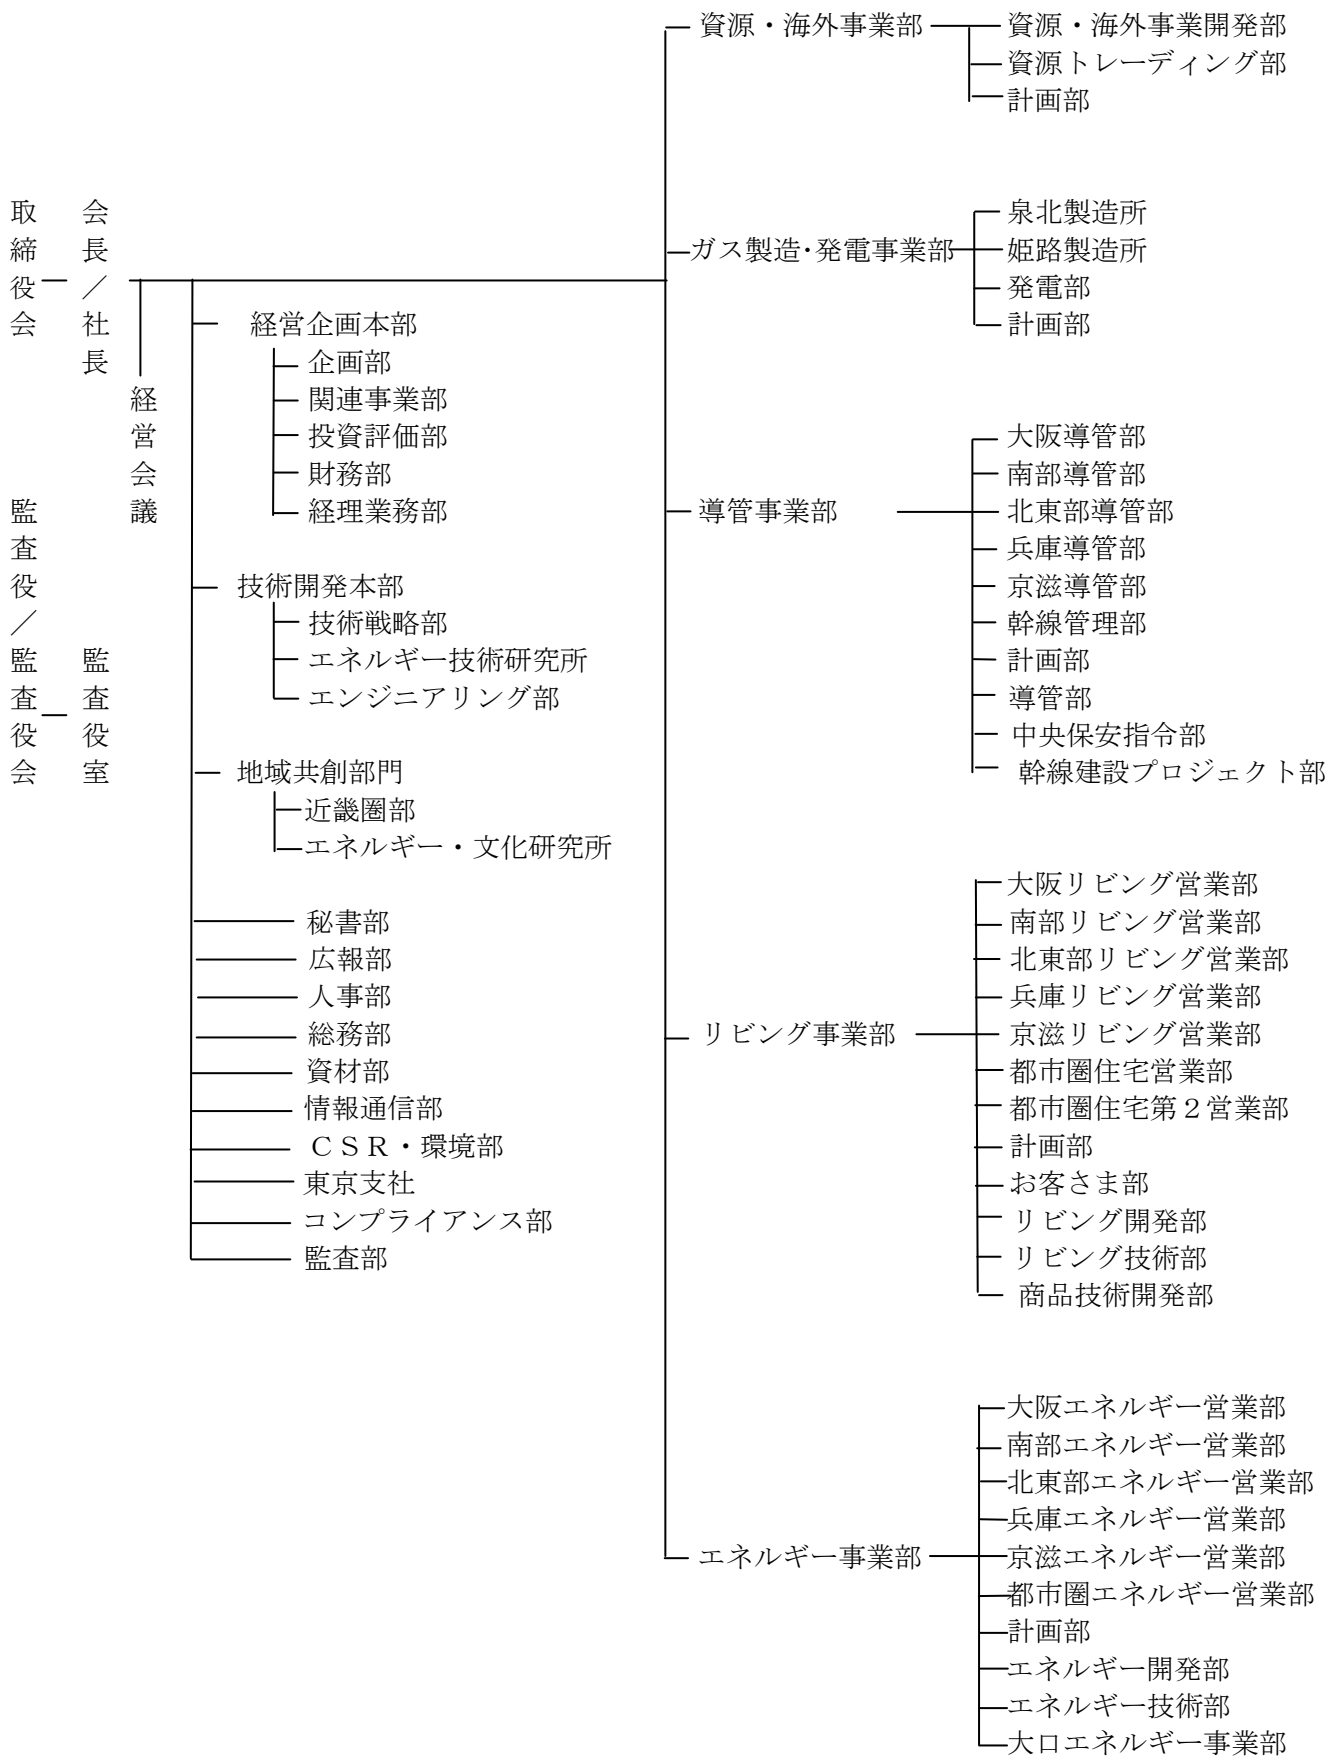 取締役会
会長／社長
経営会議
監査役／監査役会
監査役室
経営企画本部
企画部
関連事業部
投資評価部
財務部
経理業務部
技術開発本部
技術戦略部
エネルギー技術研究所
エンジニアリング部
地域共創部門
近畿圏部
エネルギー・文化研究所
秘書部
広報部
人事部
総務部
資材部
情報通信部
ＣＳＲ・環境部
東京支社
コンプライアンス部
監査部
資源・海外事業部
資源・海外事業開発部
資源トレーディング部
計画部
ガス製造・発電事業部
泉北製造所
姫路製造所
発電部
計画部
導管事業部
大阪導管部
南部導管部
北東部導管部
兵庫導管部
京滋導管部
幹線管理部
計画部
導管部
中央保安指令部
幹線建設プロジェクト部
リビング事業部
大阪リビング営業部
南部リビング営業部
北東部リビング営業部
兵庫リビング営業部
京滋リビング営業部
都市圏住宅営業部
都市圏住宅第２営業部
計画部
お客さま部
リビング開発部
リビング技術部
商品技術開発部
エネルギー事業部
大阪エネルギー営業部
南部エネルギー営業部
北東部エネルギー営業部
兵庫エネルギー営業部
京滋エネルギー営業部
都市圏エネルギー営業部
計画部
エネルギー開発部
エネルギー技術部
大口エネルギー事業部